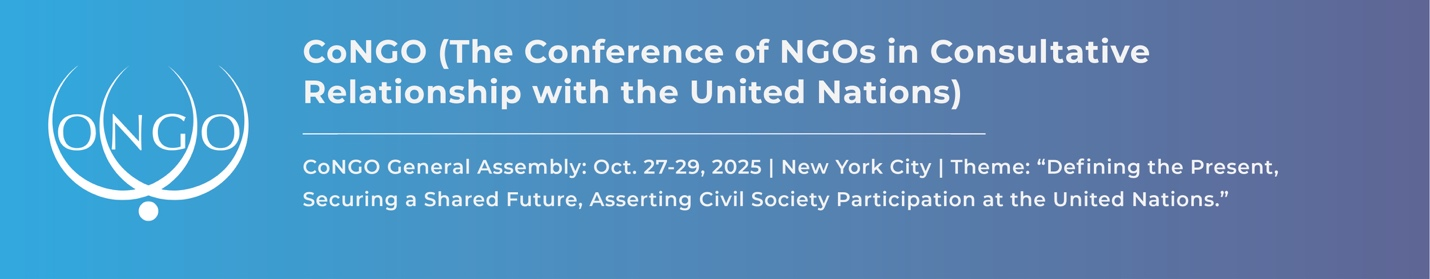 ONGO
CoNGO (The Conference of NGOs in Consultative
Relationship with the United Nations)
CoNGO General Assembly: Oct. 27-29, 2025 | New York City | Theme: “Defining the Present,
Securing a Shared Future, Asserting Civil Society Participation at the United Nations.”